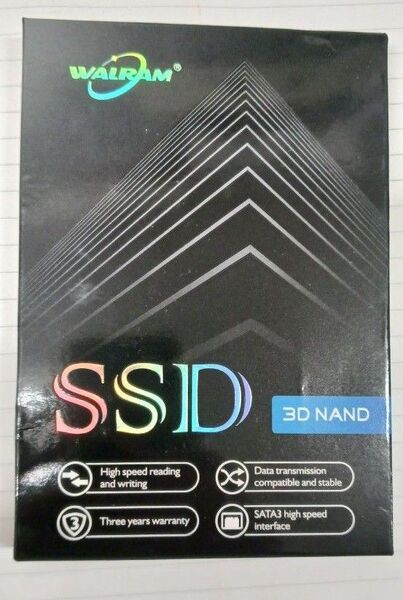 WALRAM®
SSD
3D NAND
High speed reading
and writing
Data transmission
compatible and stable
3
Three years warranty
SATA3 high speed
interface